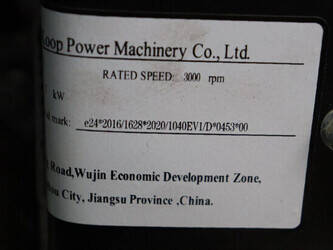 Loop Power Machinery Co., Ltd.
RATED SPEED: 3000 rpm
kW
mark: e24*2016/1628*2020/1040EV1/D*0453*00
Road,Wujin Economic Development Zone,
City, Jiangsu Province ,China.